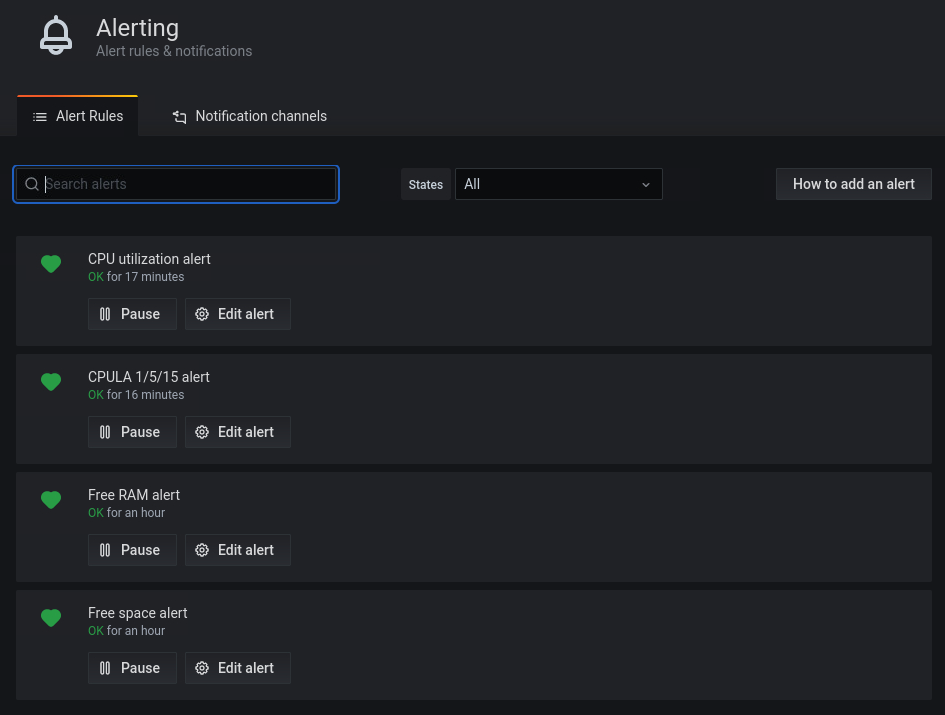 Alerting
Alert rules & notifications
Alert Rules
Notification channels
Search alerts
States
All
How to add an alert
CPU utilization alert
OK for 17 minutes
Pause
Edit alert
CPULA 1/5/15 alert
OK for 16 minutes
Pause
Edit alert
Free RAM alert
OK for an hour
Pause
Edit alert
Free space alert
OK for an hour
Pause
Edit alert